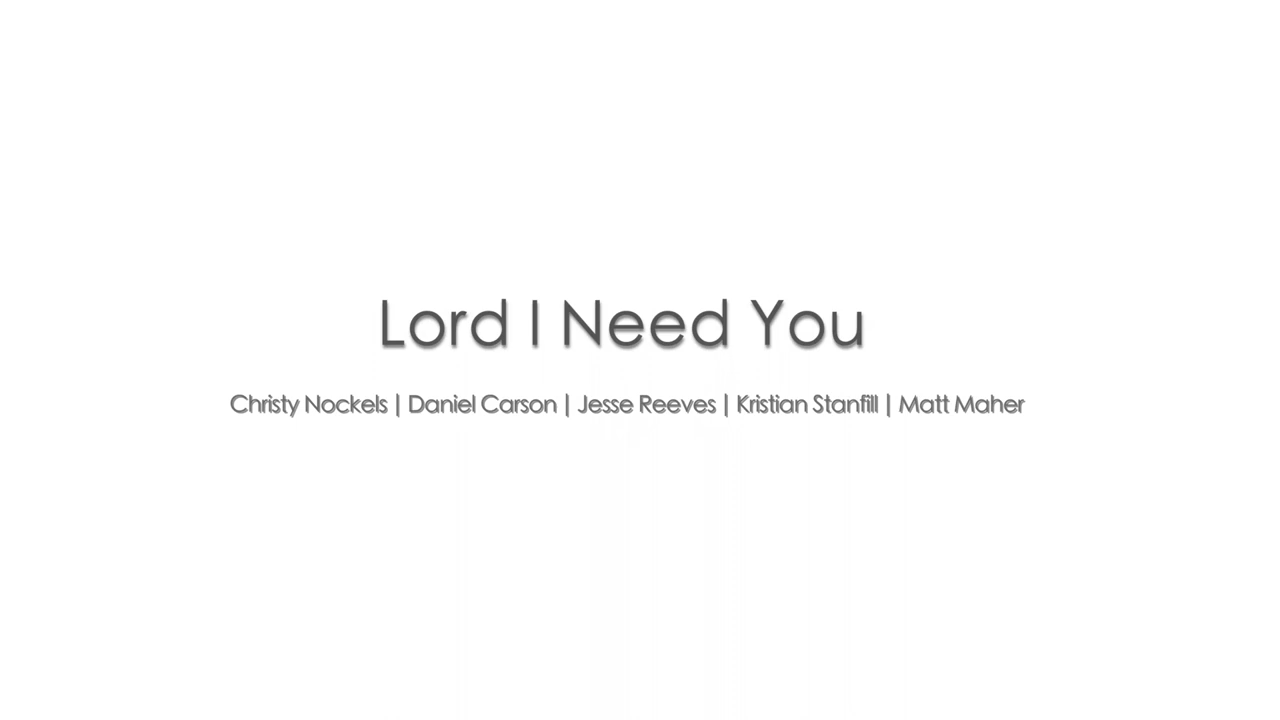 Lord I Need You
Christy Nockels | Daniel Carson | Jesse Reeves | Kristian Stanfill | Matt Maher